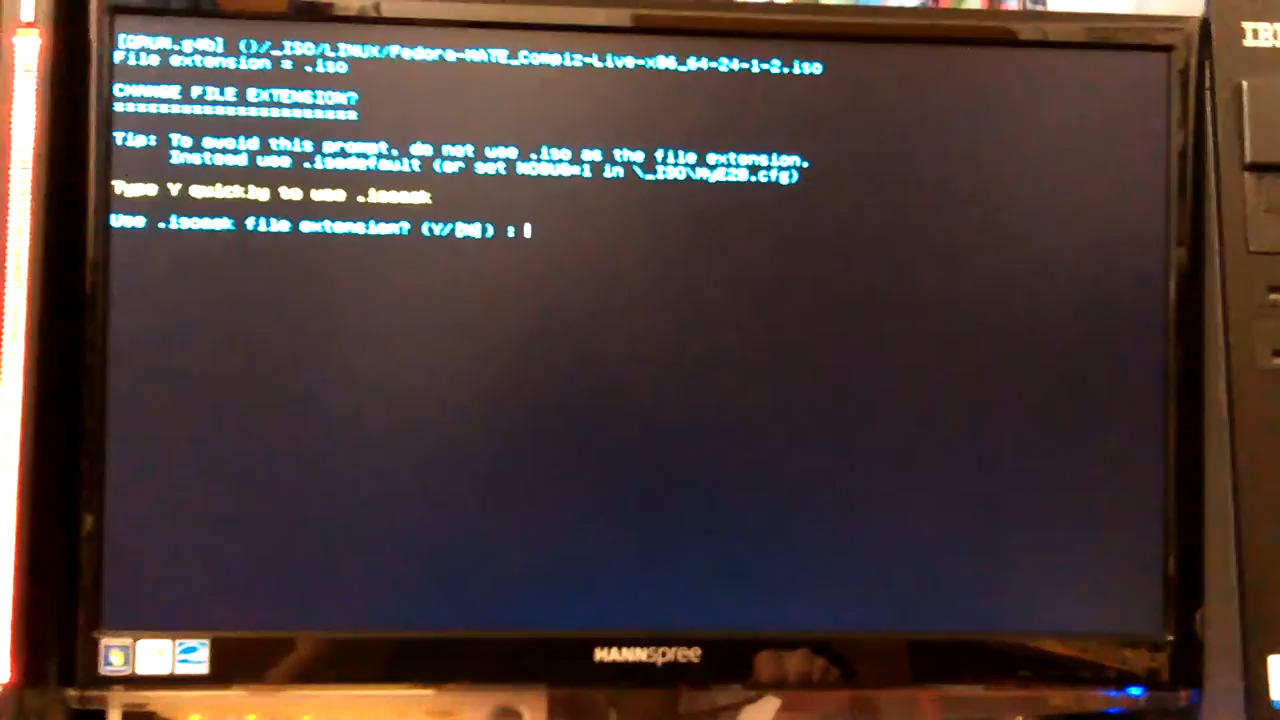 [QRUN.g4b] ()/_ISO/LINUX/Fedora-MATE_Compiz-Live-x86_64-24-1-2.iso
File extension = .iso
CHANGE FILE EXTENSION?
======================
Tip: To avoid this prompt, do not use .iso as the file extension.
Instead use .isodefault (or set NOSUG=1 in \_ISO\MyE2B.cfg)
Type Y quickly to use .isoask
Use .isoask file extension? (Y/[N]) :
HANNspree